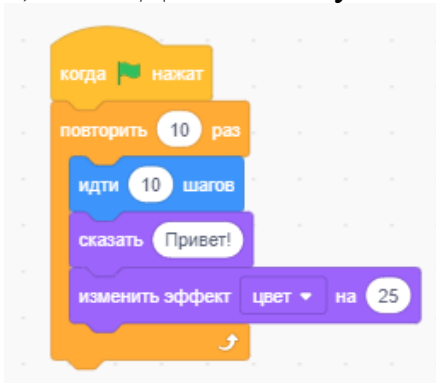 когда нажат
повторить 10 раз
идти 10 шагов
сказать Привет!
изменить эффект цвет на 25